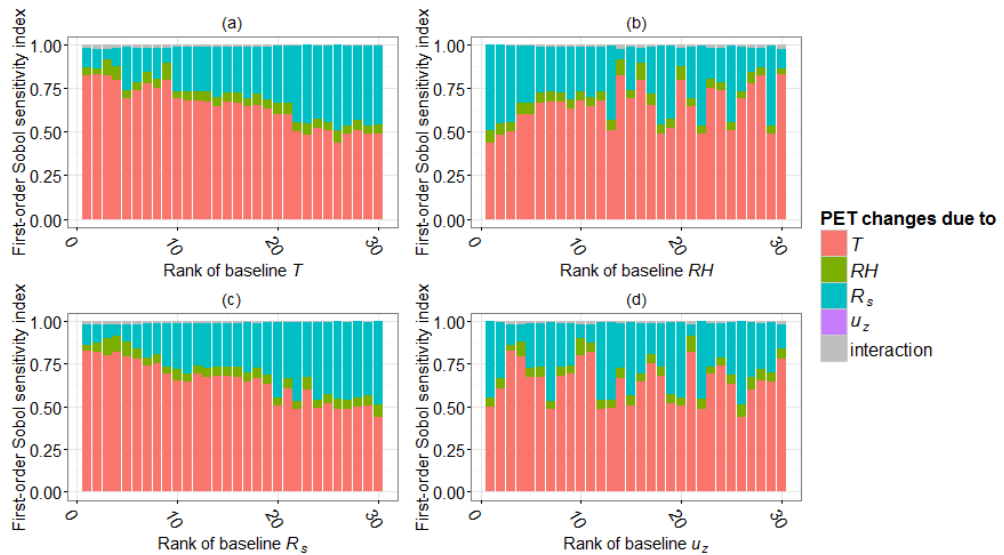 (a)
First-order Sobol sensitivity index
1.00
0.75
0.50
0.25
0.00
0
10
20
30
Rank of baseline T
(b)
First-order Sobol sensitivity index
1.00
0.75
0.50
0.25
0.00
0
10
20
30
Rank of baseline RH
(c)
First-order Sobol sensitivity index
1.00
0.75
0.50
0.25
0.00
0
10
20
30
Rank of baseline R_s
(d)
First-order Sobol sensitivity index
1.00
0.75
0.50
0.25
0.00
0
10
20
30
Rank of baseline u_z
PET changes due to
T
RH
R_s
u_z
interaction